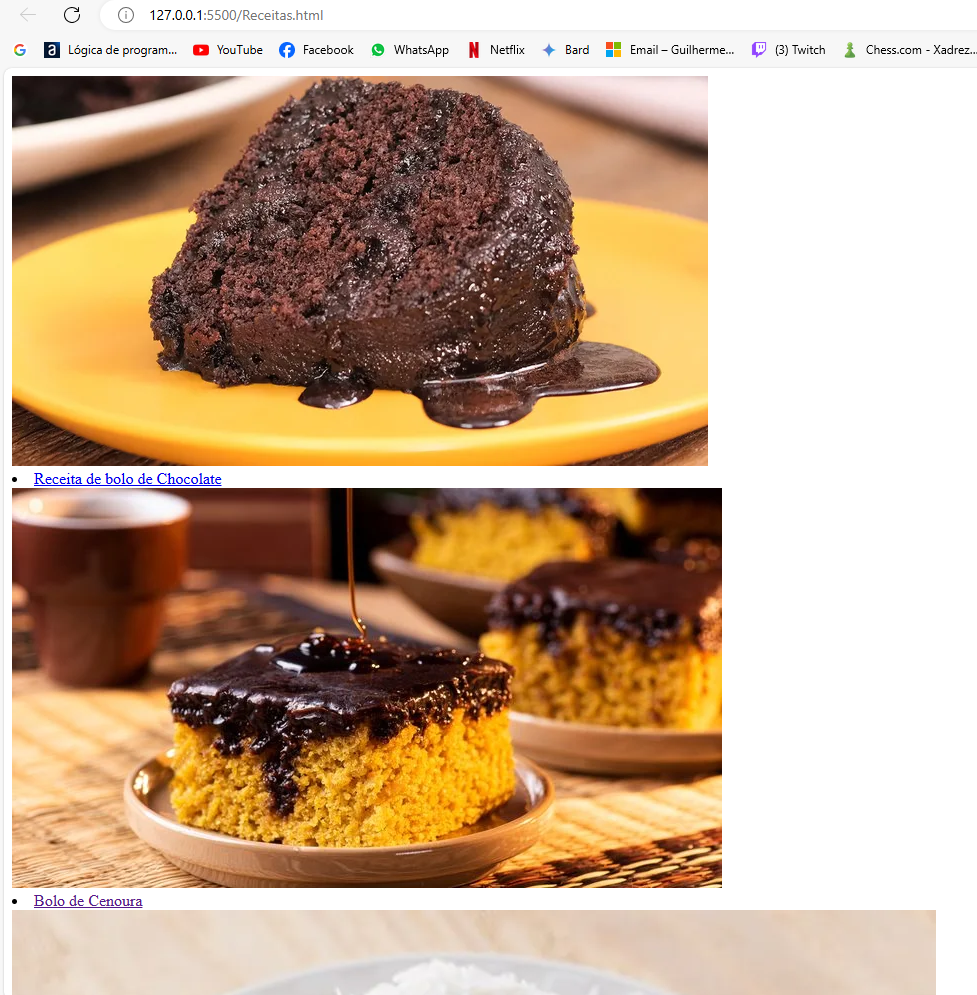 127.0.0.1:5500/Receitas.html
G Lógica de program... YouTube Facebook WhatsApp Netflix Bard Email – Guilherme... (3) Twitch Chess.com - Xadrez...
Receita de bolo de Chocolate
Bolo de Cenoura